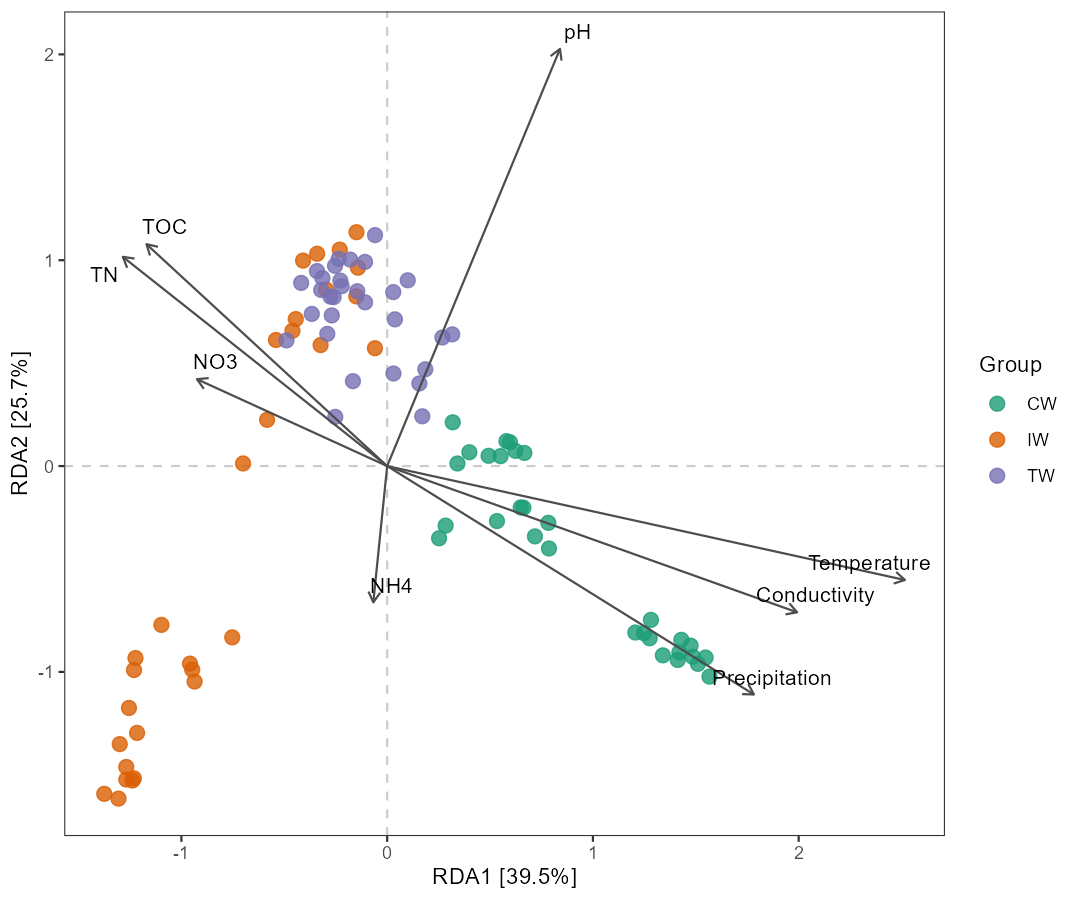 pH
2
TOC
1
TN
NO3
Group
CW
IW
TW
RDA2 [25.7%]
0
Temperature
NH4
Conductivity
-1
Precipitation
-1
0
1
2
RDA1 [39.5%]